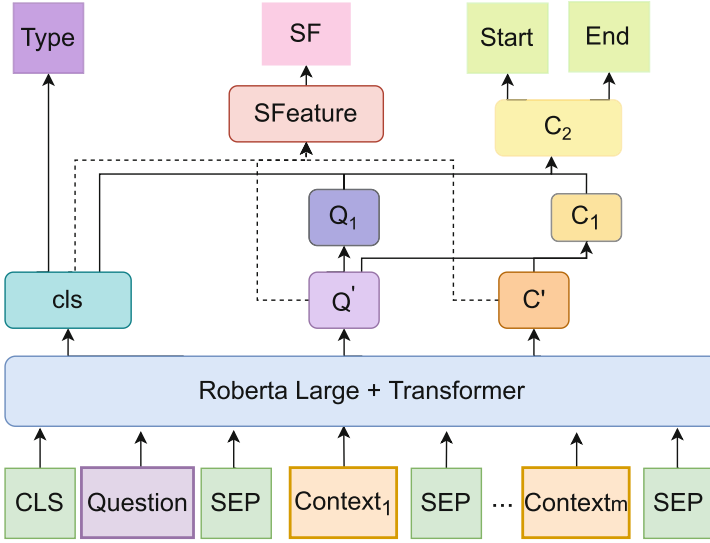 Type
SF
Start
End
SFeature
C₂
Q₁
C₁
cls
Q'
C'
Roberta Large + Transformer
CLS
Question
SEP
Context₁
SEP
...
Contextm
SEP